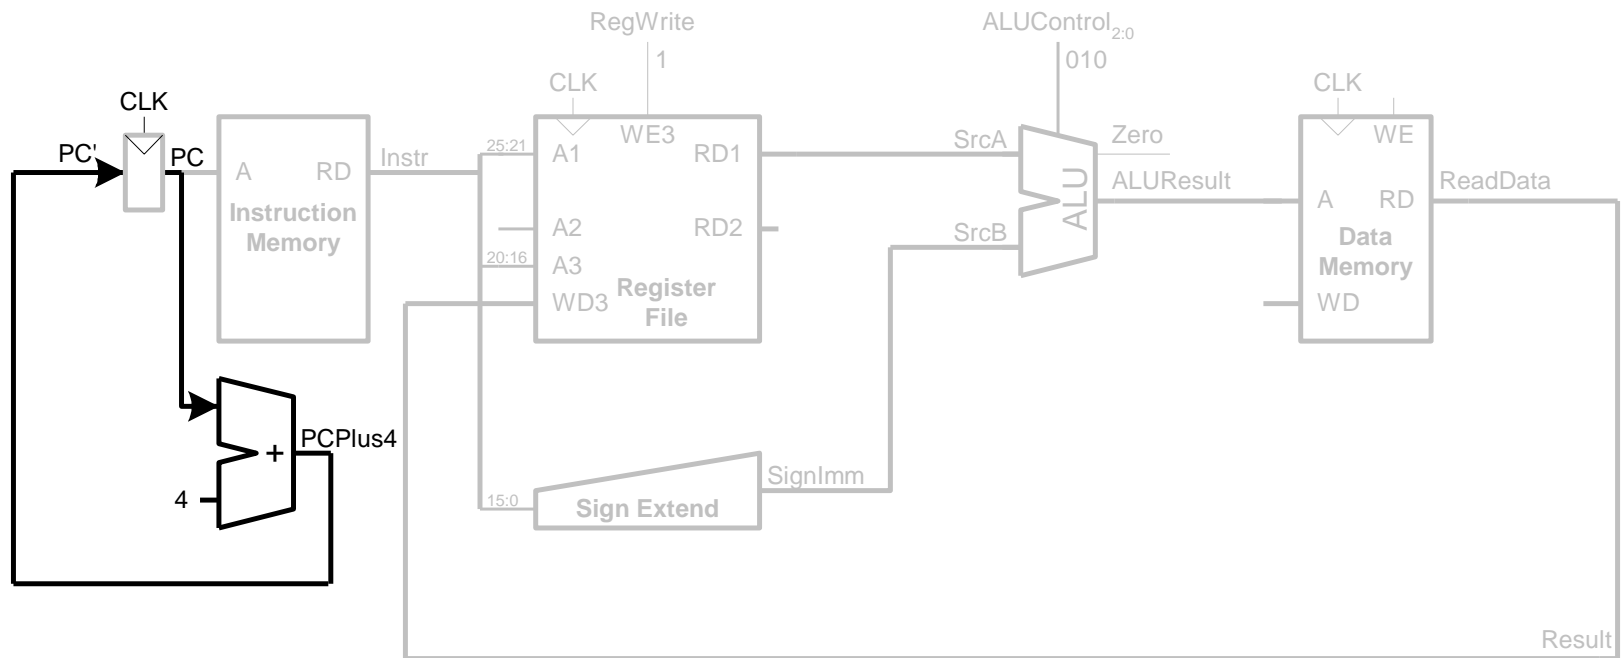 RegWrite
1
ALUControl2:0
010
CLK
PC'
PC
A
RD
Instruction
Memory
Instr
25:21
20:16
15:0
CLK
WE3
A1
RD1
A2
RD2
A3
WD3
Register
File
SrcA
SrcB
ALU
Zero
ALUResult
CLK
WE
A
RD
Data
Memory
WD
ReadData
PCPlus4
+
4
SignImm
Sign Extend
Result